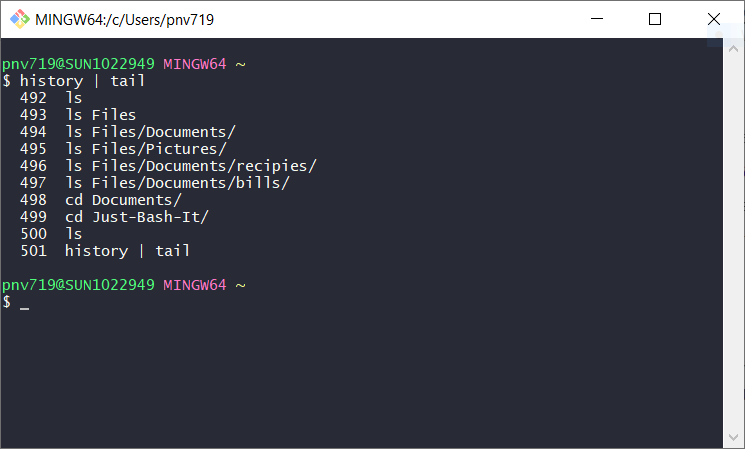 MINGW64:/c/Users/pnv719
pnv719@SUN1022949 MINGW64 ~
$ history | tail
492 ls
493 ls Files
494 ls Files/Documents/
495 ls Files/Pictures/
496 ls Files/Documents/recipies/
497 ls Files/Documents/bills/
498 cd Documents/
499 cd Just-Bash-It/
500 ls
501 history | tail
pnv719@SUN1022949 MINGW64 ~
$ _